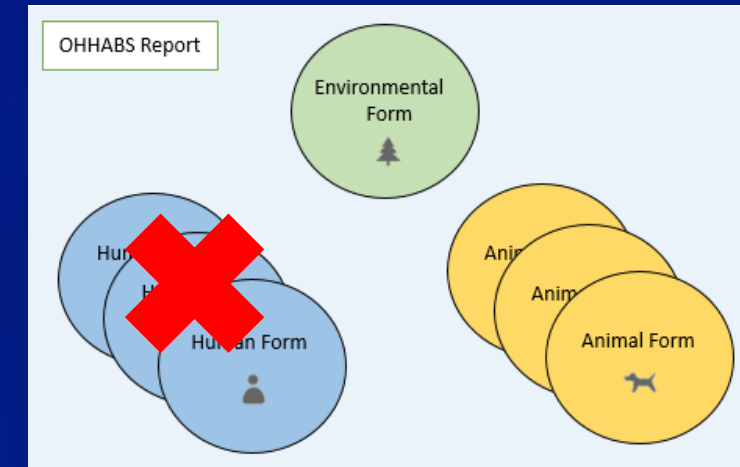 OHHABS Report
Environmental
Form
Human Form
Animal Form